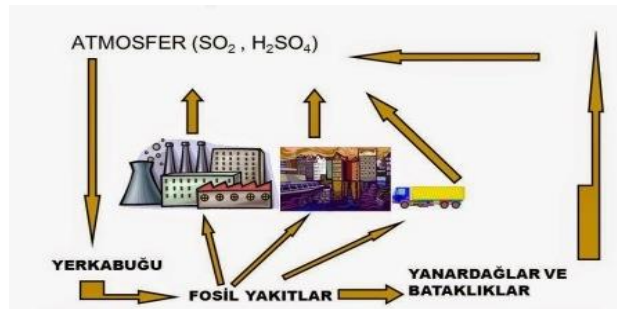 ATMOSFER (SO₂ , H₂SO₄)
YERKABUĞU
FOSİL YAKITLAR
YANARDAĞLAR VE
BATAKLIKLAR